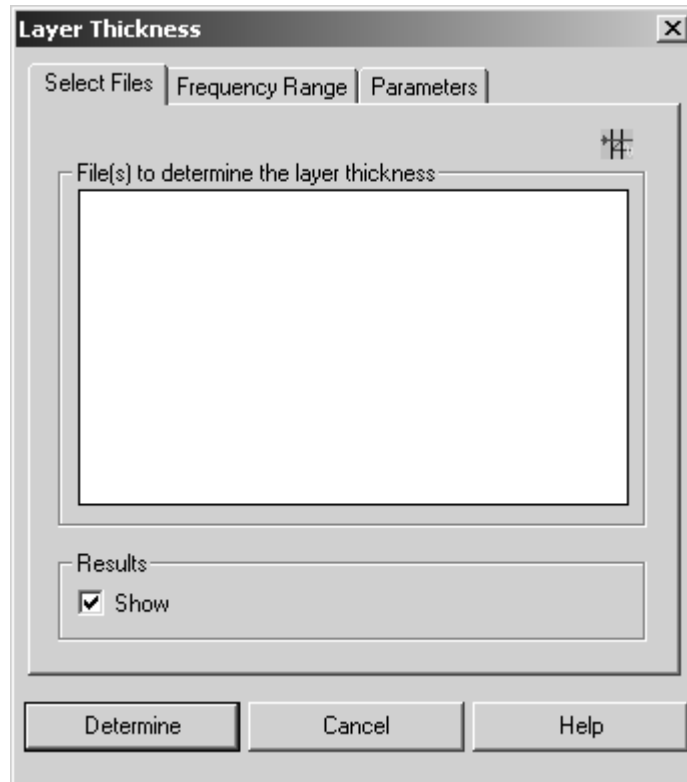 Layer Thickness
Select Files
Frequency Range
Parameters
File(s) to determine the layer thickness
Results
Show
Determine
Cancel
Help